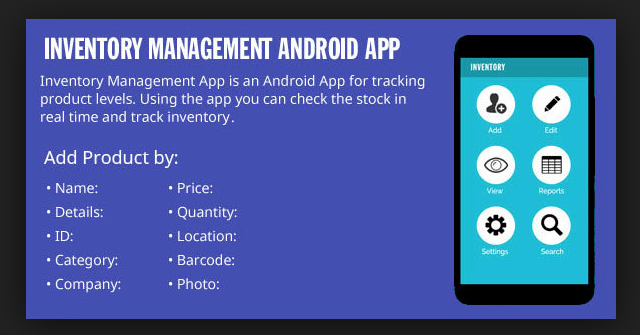 INVENTORY MANAGEMENT ANDROID APP
Inventory Management App is an Android App for tracking
product levels. Using the app you can check the stock in
real time and track inventory.
Add Product by:
• Name:
• Details:
• ID:
• Category:
• Company:
• Price:
• Quantity:
• Location:
• Barcode:
• Photo:
INVENTORY
Add
Edit
View
Reports
Settings
Search